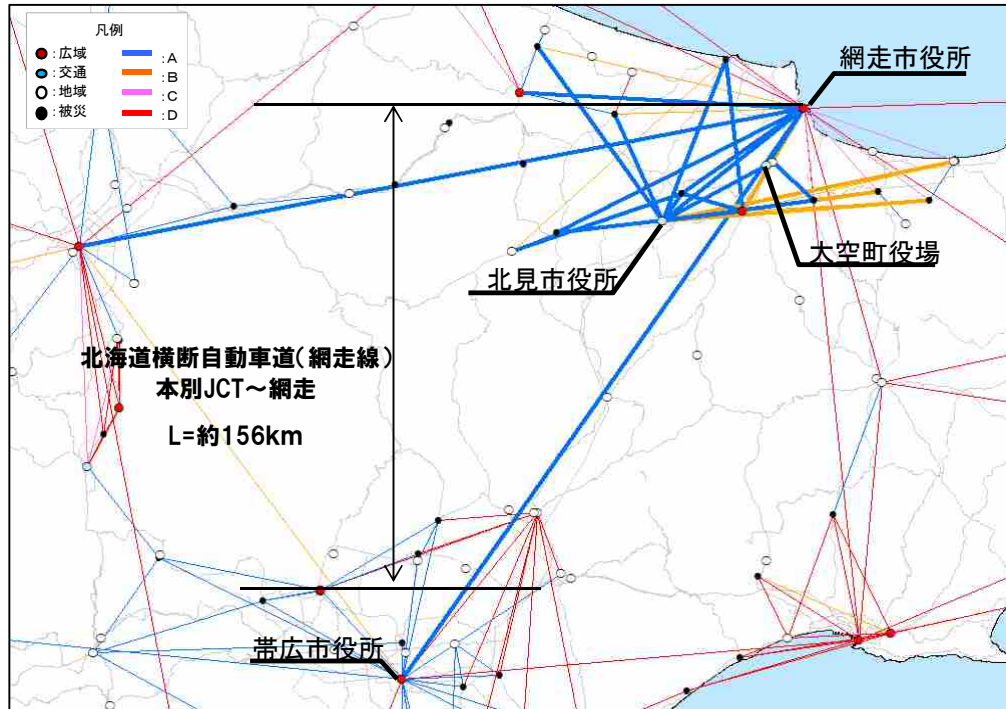 凡例
:広域
:A
:交通
:B
:地域
:C
:被災
:D
網走市役所
大空町役場
北見市役所
北海道横断自動車道(網走線)
本別JCT~網走
L=約156km
帯広市役所